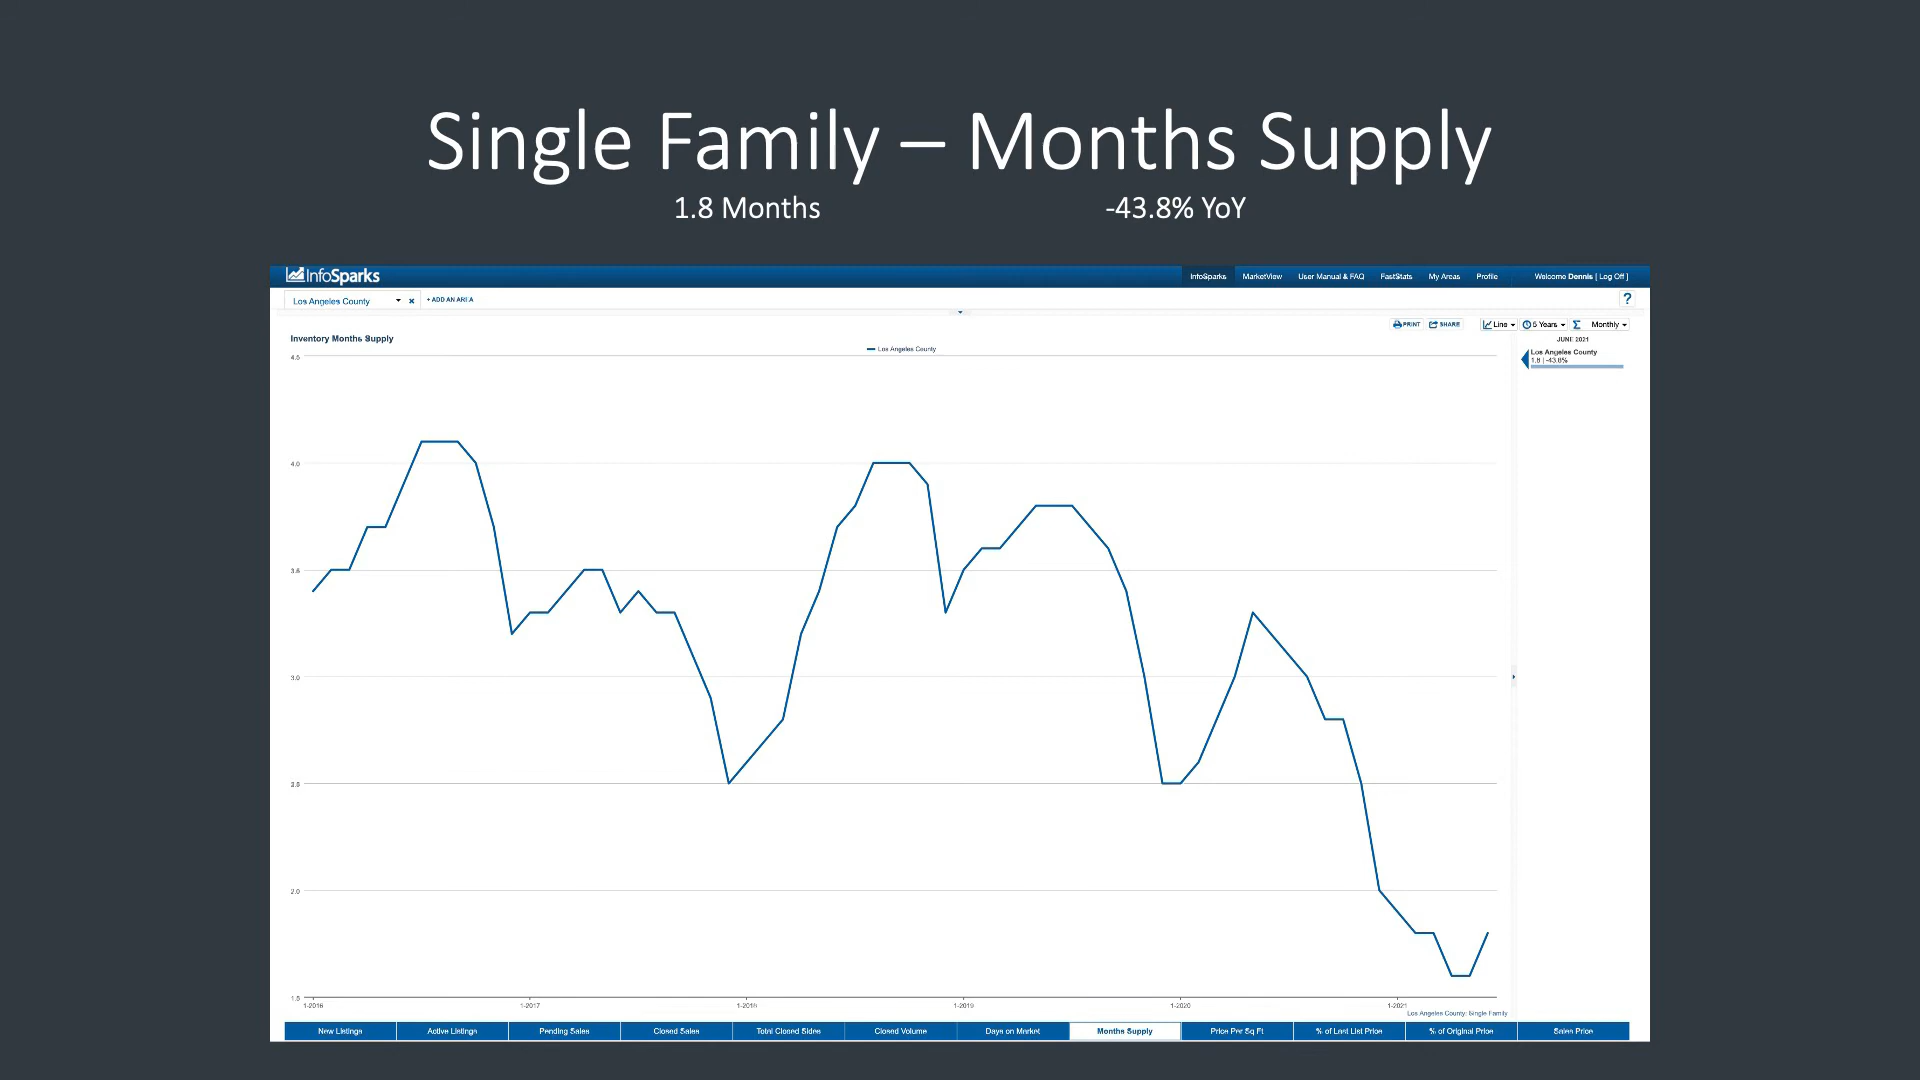 Single Family – Months Supply
1.8 Months
-43.8% YoY
InfoSparks
InfoSparks MarketView User Manual & FAQ FastStats My Areas Profile Welcome Dennis [ Log Off ]
Los Angeles County
+ ADD AN AREA
?
PRINT SHARE Line 5 Years Monthly
Inventory Months Supply
Los Angeles County
JUNE 2021
Los Angeles County
1.8 | -43.8%
4.5
4.0
3.5
3.0
2.5
2.0
1.5
1-2016 1-2017 1-2018 1-2019 1-2020 1-2021
Los Angeles County: Single Family
New Listings Active Listings Pending Sales Closed Sales Total Closed Sides Closed Volume Days on Market Months Supply Price Per Sq Ft % of Last List Price % of Original Price Sales Price